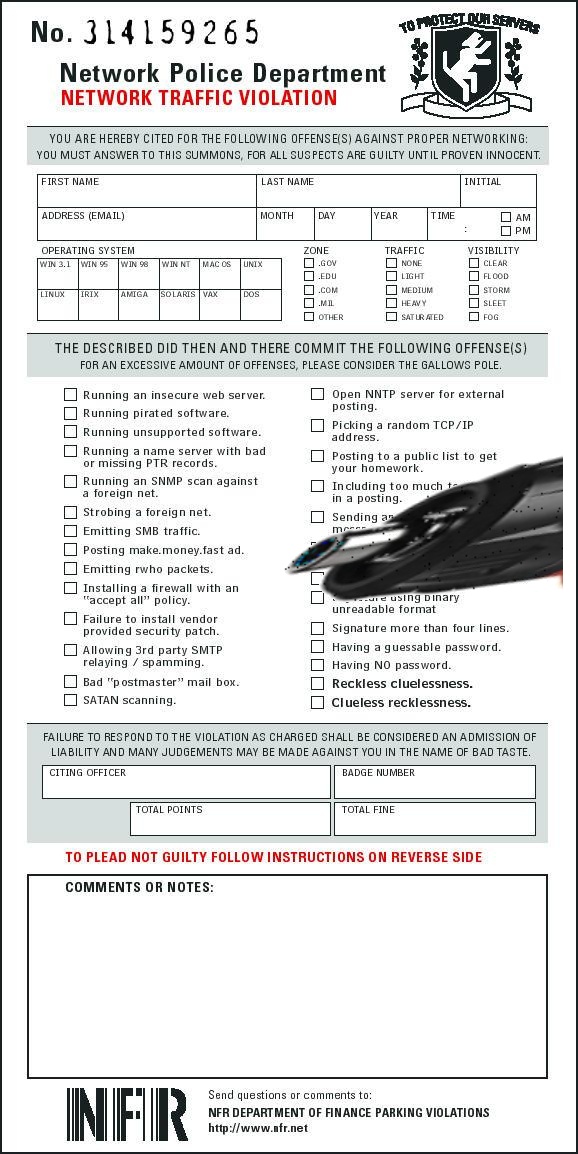 No. 314159265
TO PROTECT OUR SERVERS
Network Police Department
NETWORK TRAFFIC VIOLATION
YOU ARE HEREBY CITED FOR THE FOLLOWING OFFENSE(S) AGAINST PROPER NETWORKING:
YOU MUST ANSWER TO THIS SUMMONS, FOR ALL SUSPECTS ARE GUILTY UNTIL PROVEN INNOCENT.
FIRST NAME LAST NAME INITIAL
ADDRESS (EMAIL) MONTH DAY YEAR TIME : AM
PM
OPERATING SYSTEM ZONE TRAFFIC VISIBILITY
WIN 3.1 WIN 95 WIN 98 WIN NT MAC OS UNIX
LINUX IRIX AMIGA SOLARIS VAX DOS
.GOV NONE CLEAR
.EDU LIGHT FLOOD
.COM MEDIUM STORM
.MIL HEAVY SLEET
OTHER SATURATED FOG
THE DESCRIBED DID THEN AND THERE COMMIT THE FOLLOWING OFFENSE(S)
FOR AN EXCESSIVE AMOUNT OF OFFENSES, PLEASE CONSIDER THE GALLOWS POLE.
Running an insecure web server.
Running pirated software.
Running unsupported software.
Running a name server with bad
or missing PTR records.
Running an SNMP scan against
a foreign net.
Strobing a foreign net.
Emitting SMB traffic.
Posting make.money.fast ad.
Emitting rwho packets.
Installing a firewall with an
"accept all" policy.
Failure to install vendor
provided security patch.
Allowing 3rd party SMTP
relaying / spamming.
Bad "postmaster" mail box.
SATAN scanning.
Open NNTP server for external
posting.
Picking a random TCP/IP
address.
Posting to a public list to get
your homework.
Including too much
in a posting.
Sending
using binary
unreadable format
Signature more than four lines.
Having a guessable password.
Having NO password.
Reckless cluelessness.
Clueless recklessness.
FAILURE TO RESPOND TO THE VIOLATION AS CHARGED SHALL BE CONSIDERED AN ADMISSION OF
LIABILITY AND MANY JUDGEMENTS MAY BE MADE AGAINST YOU IN THE NAME OF BAD TASTE.
CITING OFFICER BADGE NUMBER
TOTAL POINTS TOTAL FINE
TO PLEAD NOT GUILTY FOLLOW INSTRUCTIONS ON REVERSE SIDE
COMMENTS OR NOTES:
NFR
Send questions or comments to:
NFR DEPARTMENT OF FINANCE PARKING VIOLATIONS
http://www.nfr.net